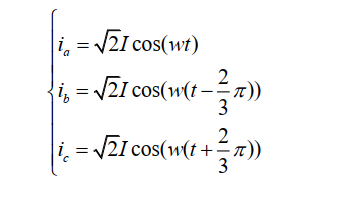 i_a = √2 I cos(wt)
i_b = √2 I cos(w(t − 2/3 π))
i_c = √2 I cos(w(t + 2/3 π))